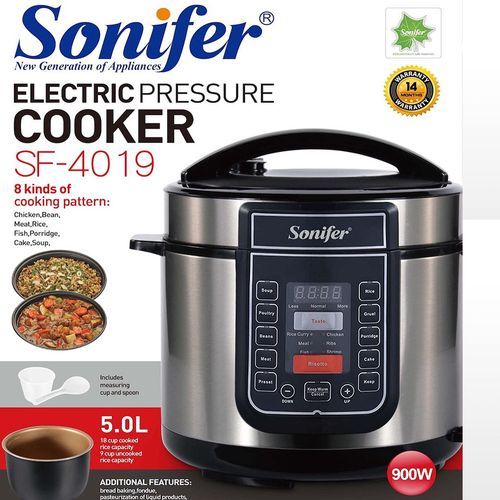 Sonifer®
New Generation of Appliances
Sonifer
WARRANTY
14
MONTHS
WARRANTY
ELECTRIC PRESSURE
COOKER
SF-4019
8 kinds of
cooking pattern:
Chicken,Bean,
Meat,Rice,
Fish,Porridge,
Cake,Soup,
Sonifer®
Less Normal More
Soup Rice
Taste
Poultry Gruel
Rice Curry Chicken
Beans Meat Ribs Porridge
Fish Shrimp
Meat Risotto Cake
Preset Keep
- Keep Warm +
Cancel
DOWN UP
Includes
measuring
cup and spoon
5.0L
18 cup cooked
rice capacity
9 cup uncooked
rice capacity
900W
ADDITIONAL FEATURES:
bread baking,fondue,
pasteurization of liquid products,